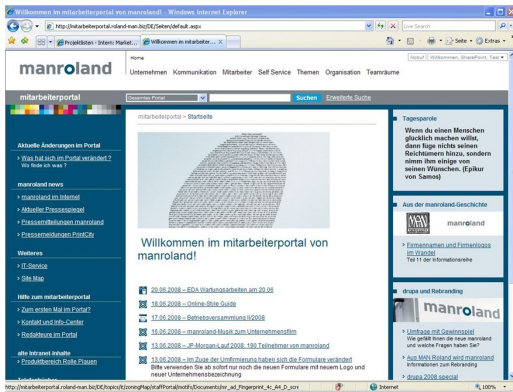 Willkommen im mitarbeiterportal von manroland! - Windows Internet Explorer
http://mitarbeiterportal.roland-man.biz/DE/Seiten/default.aspx
Live Search
Projektlisten - Intern: Market...
Willkommen im mitarbeiter...
Seite
Extras
manroland
Home
Willkommen, SharePoint, Test
Unternehmen Kommunikation Mitarbeiter Self Service Themen Organisation Teamräume
mitarbeiterportal
Gesamtes Portal
Suchen
Erweiterte Suche
mitarbeiterportal > Startseite
Aktuelle Änderungen im Portal
Was hat sich im Portal verändert?
Wo finde ich was?
manroland news
manroland im Internet
Aktueller Pressespiegel
Pressemitteilungen manroland
Pressemeldungen PrintCity
Weiteres
IT-Service
Site Map
Hilfe zum mitarbeiterportal
Zum ersten Mal im Portal?
Kontakt und Info-Center
Redakteure im Portal
alte Intranet Inhalte
Produktbereich Rolle Plauen
Willkommen im mitarbeiterportal von
manroland!
20.06.2008 – EDA Wartungsarbeiten am 20.06
18.06.2008 – Online-Style Guide
17.06.2008 – Betriebsversammlung II/2008
16.06.2008 – manroland-Musik zum Unternehmensfilm
13.06.2008 – JP-Morgan-Lauf 2008: 190 Teilnehmer von manroland
13.05.2008 – Im Zuge der Umfirmierung haben sich die Formulare verändert!
Bitte verwenden Sie ab sofort nur noch die neuen Formulare mit neuem Logo und
neuer Unternehmensbezeichnung
Tagesparole
Wenn du einen Menschen
glücklich machen willst,
dann füge nichts seinen
Reichtümern hinzu, sondern
nimm ihm einige von
seinen Wünschen. (Epikur
von Samos)
Aus der manroland-Geschichte
MAN
manroland
Firmennamen und Firmenlogos
im Wandel
Teil 11 der Informationsreihe
drupa und Rebranding
manroland
Umfrage mit Gewinnspiel
Wie gefällt Ihnen die neue manroland
und welche Fragen haben Sie?
Aus MAN Roland wird manroland
Informationen zum Rebranding
drupa 2008 special
Internet
100%